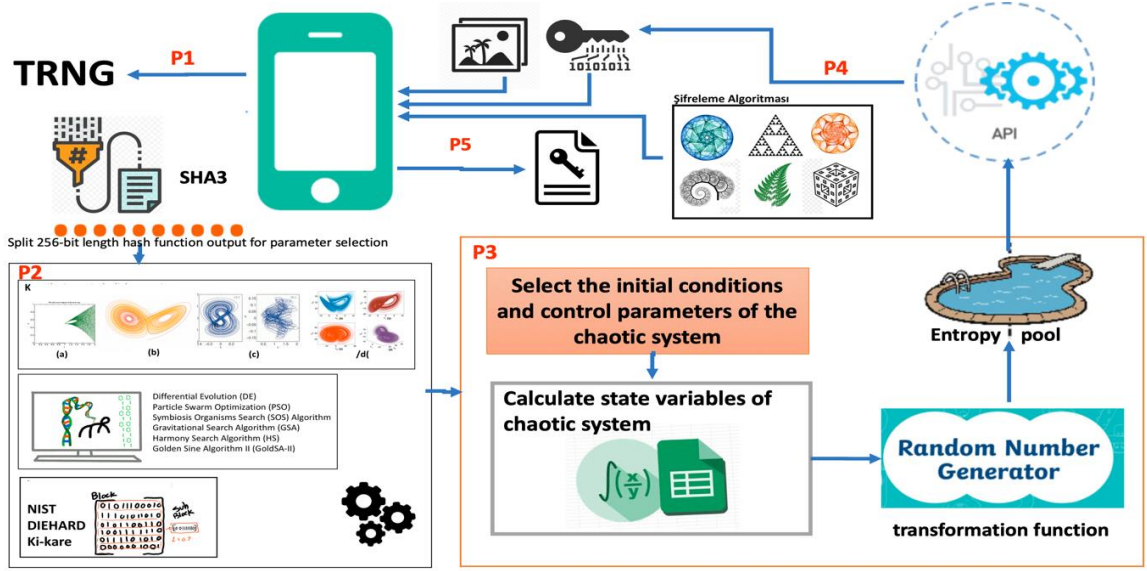 P1
TRNG
SHA3
Split 256-bit length hash function output for parameter selection
10101011
P4
API
Şifreleme Algoritması
P5
P2
K
(a)
(b)
(c)
/d(
Differential Evolution (DE)
Particle Swarm Optimization (PSO)
Symbiosis Organisms Search (SOS) Algorithm
Gravitational Search Algorithm (GSA)
Harmony Search Algorithm (HS)
Golden Sine Algorithm II (GoldSA-II)
NIST
DIEHARD
Ki-kare
Block
Sub
Block
P3
Select the initial conditions
and control parameters of the
chaotic system
Calculate state variables of
chaotic system
x
y
Entropy pool
Random Number
Generator
transformation function